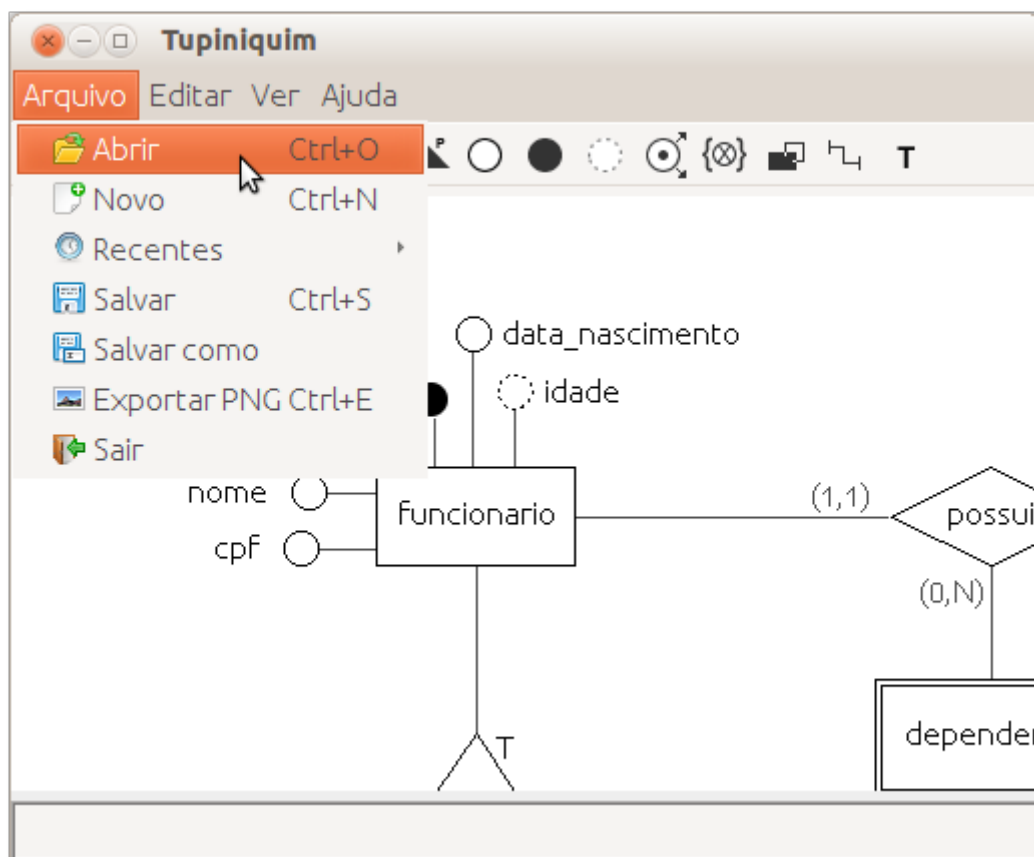 Tupiniquim
Arquivo Editar Ver Ajuda
Abrir Ctrl+O
P
T
Novo Ctrl+N
Recentes
Salvar Ctrl+S
Salvar como
Exportar PNG Ctrl+E
Sair
data_nascimento
idade
nome
cpf
funcionario
(1,1)
possui
(0,N)
T